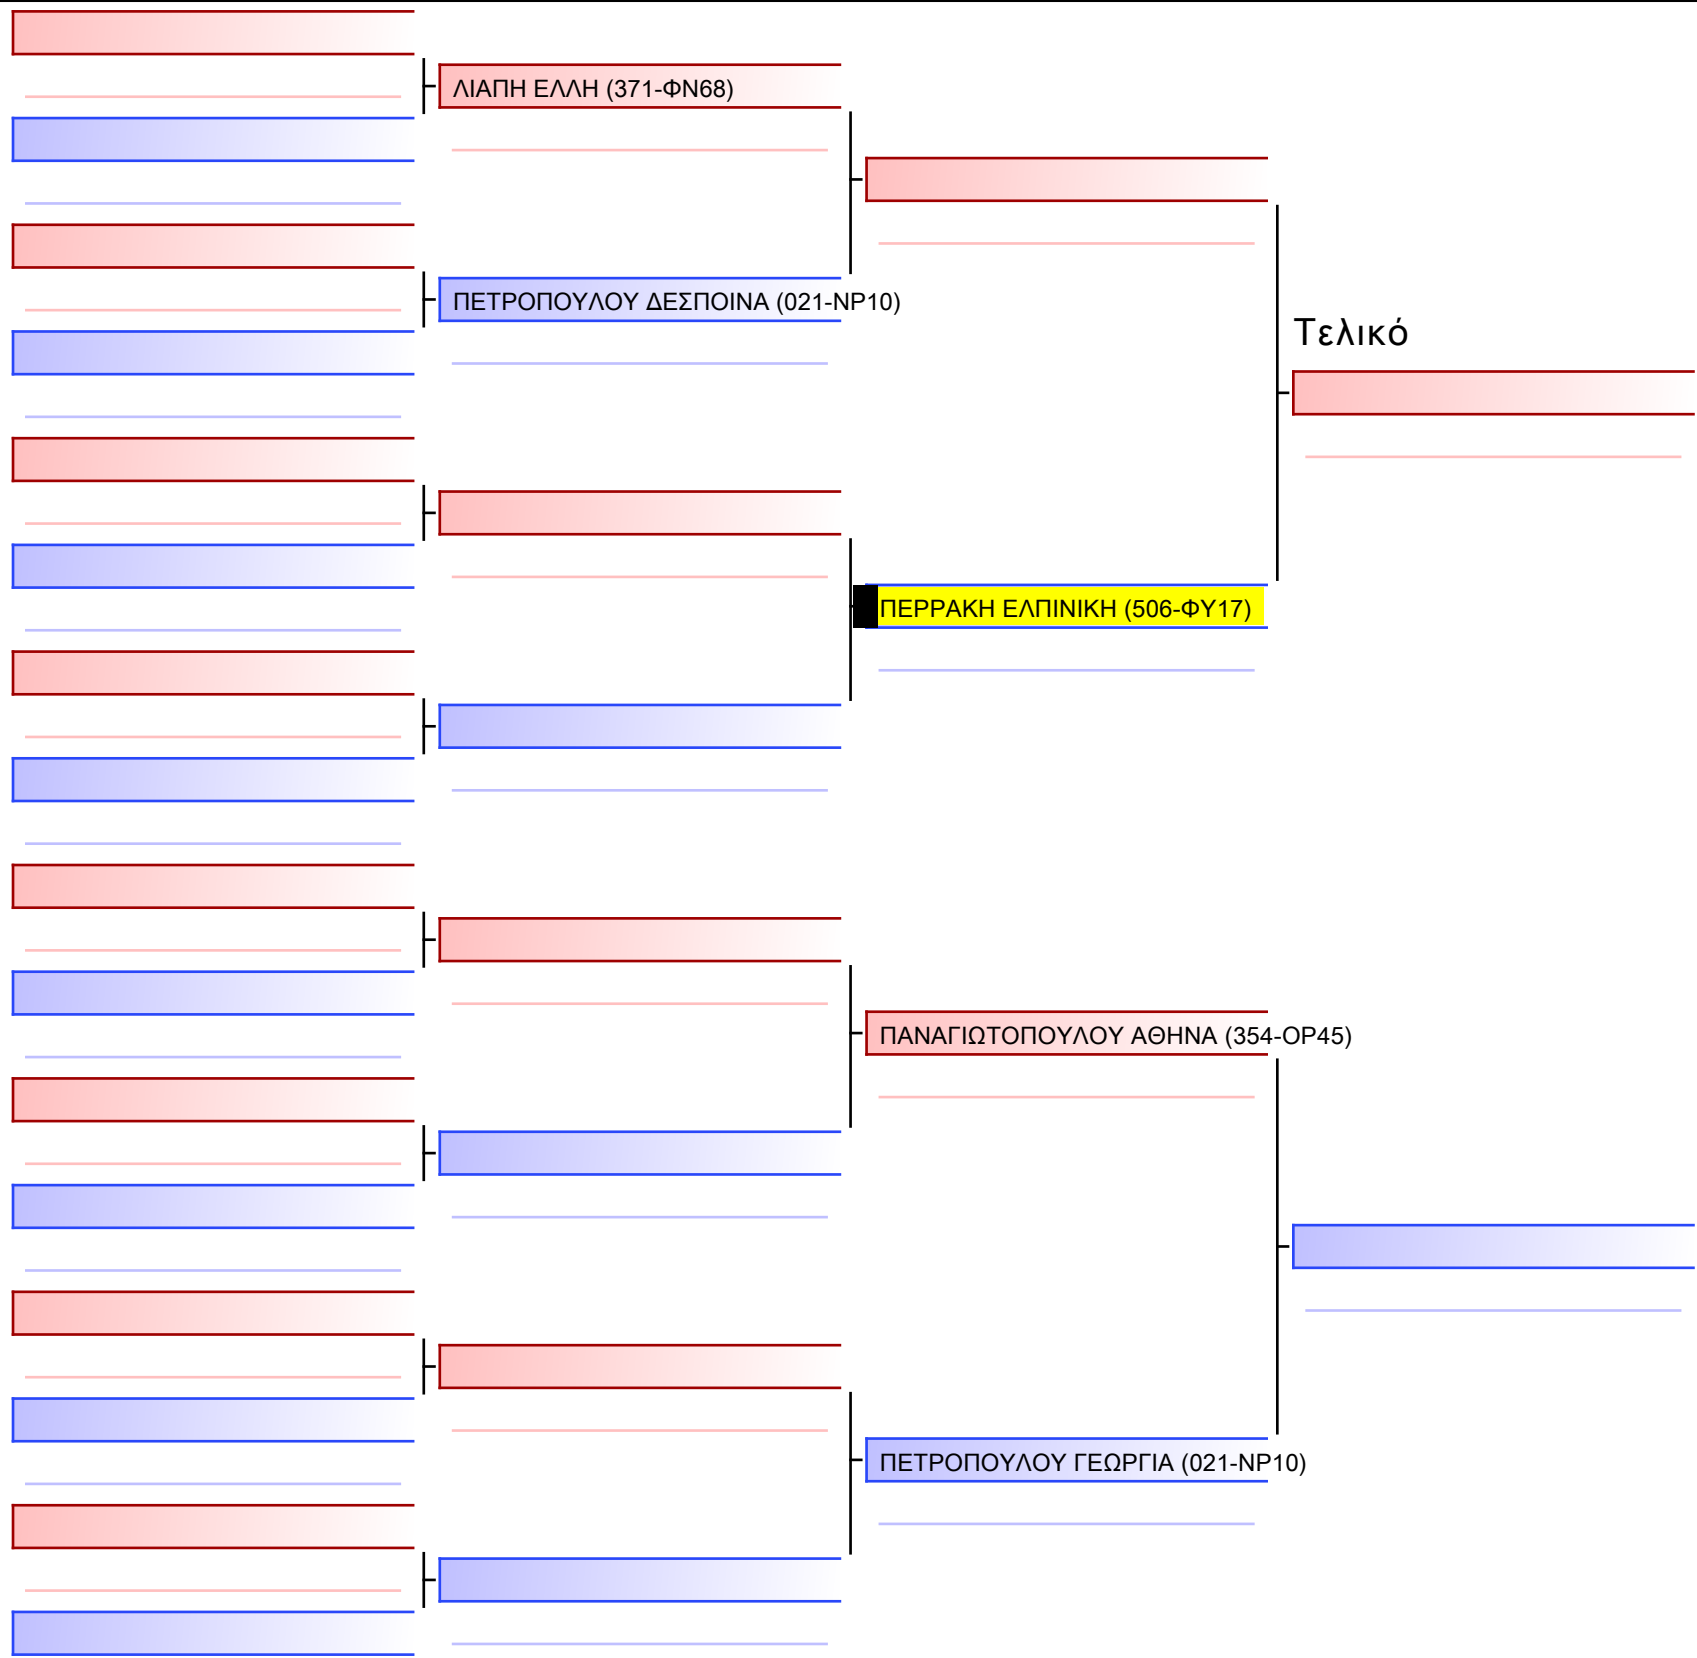 ΛΙΑΠΗ ΕΛΛΗ (371-ΦΝ68)
ΠΕΤΡΟΠΟΥΛΟΥ ΔΕΣΠΟΙΝΑ (021-ΝΡ10)
Τελικό
ΠΕΡΡΑΚΗ ΕΛΠΙΝΙΚΗ (506-ΦΥ17)
ΠΑΝΑΓΙΩΤΟΠΟΥΛΟΥ ΑΘΗΝΑ (354-ΟΡ45)
ΠΕΤΡΟΠΟΥΛΟΥ ΓΕΩΡΓΙΑ (021-ΝΡ10)